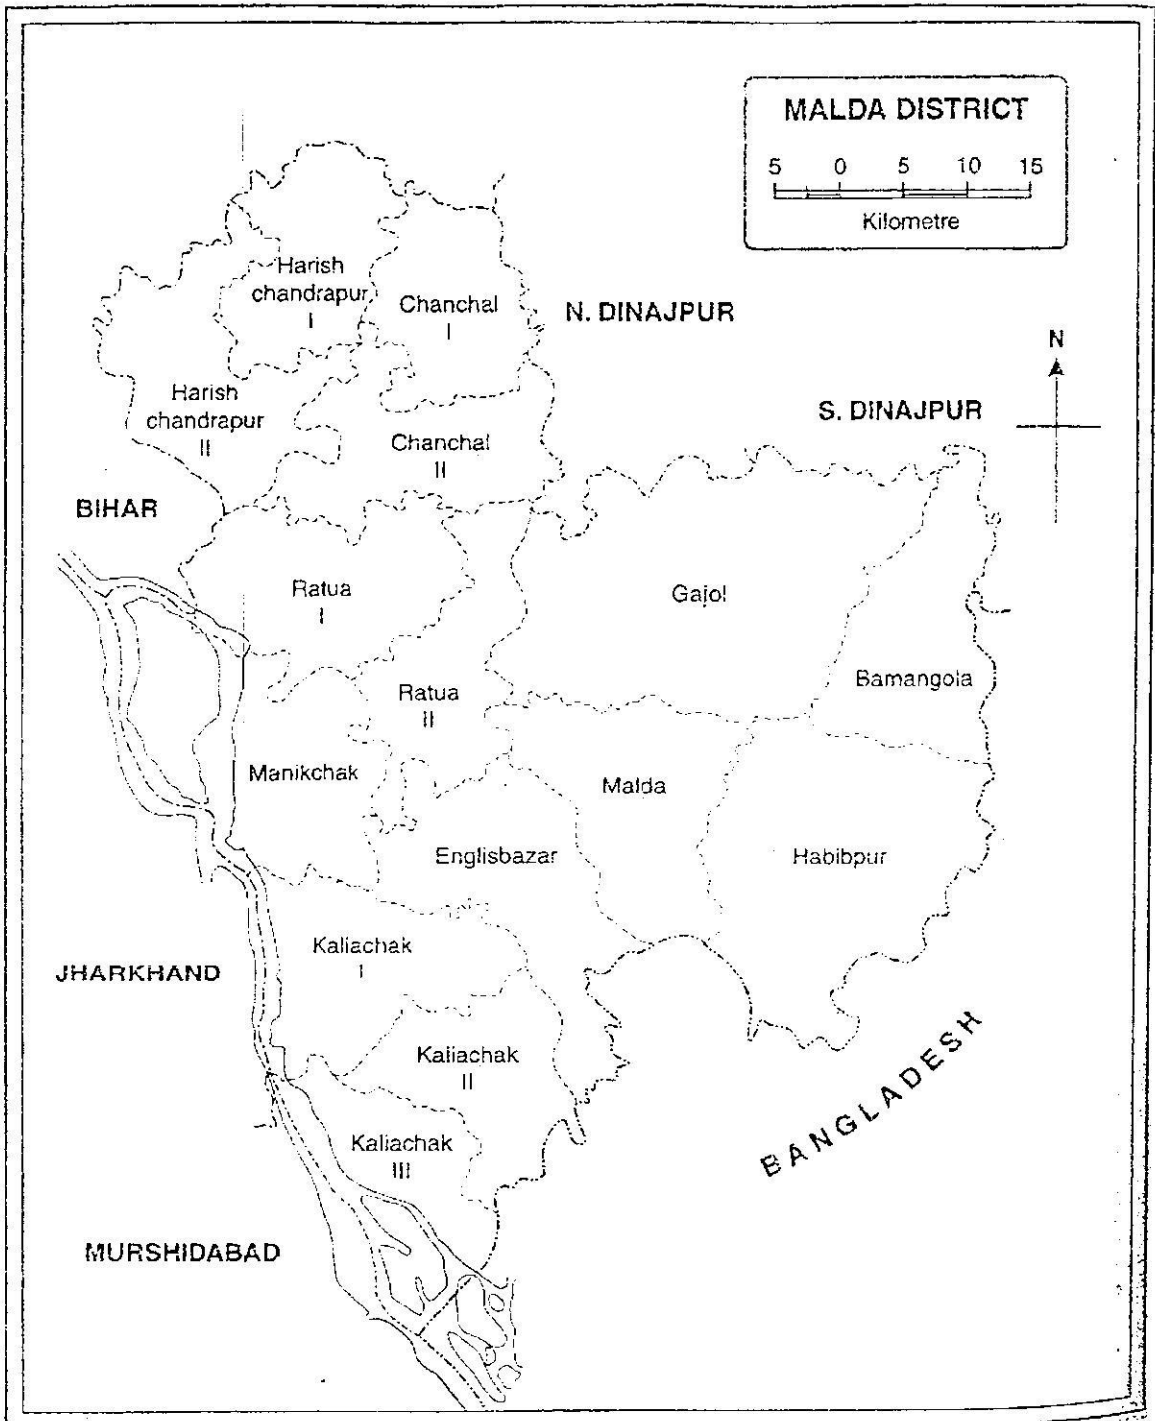 MALDA DISTRICT
5 0 5 10 15
Kilometre
Harish
chandrapur
I
Chanchal
I
N. DINAJPUR
N
Harish
chandrapur
II
S. DINAJPUR
Chanchal
II
BIHAR
Ratua
I
Gajol
Bamangola
Ratua
II
Manikchak
Malda
Englisbazar
Habibpur
Kaliachak
I
JHARKHAND
Kaliachak
II
BANGLADESH
Kaliachak
III
MURSHIDABAD